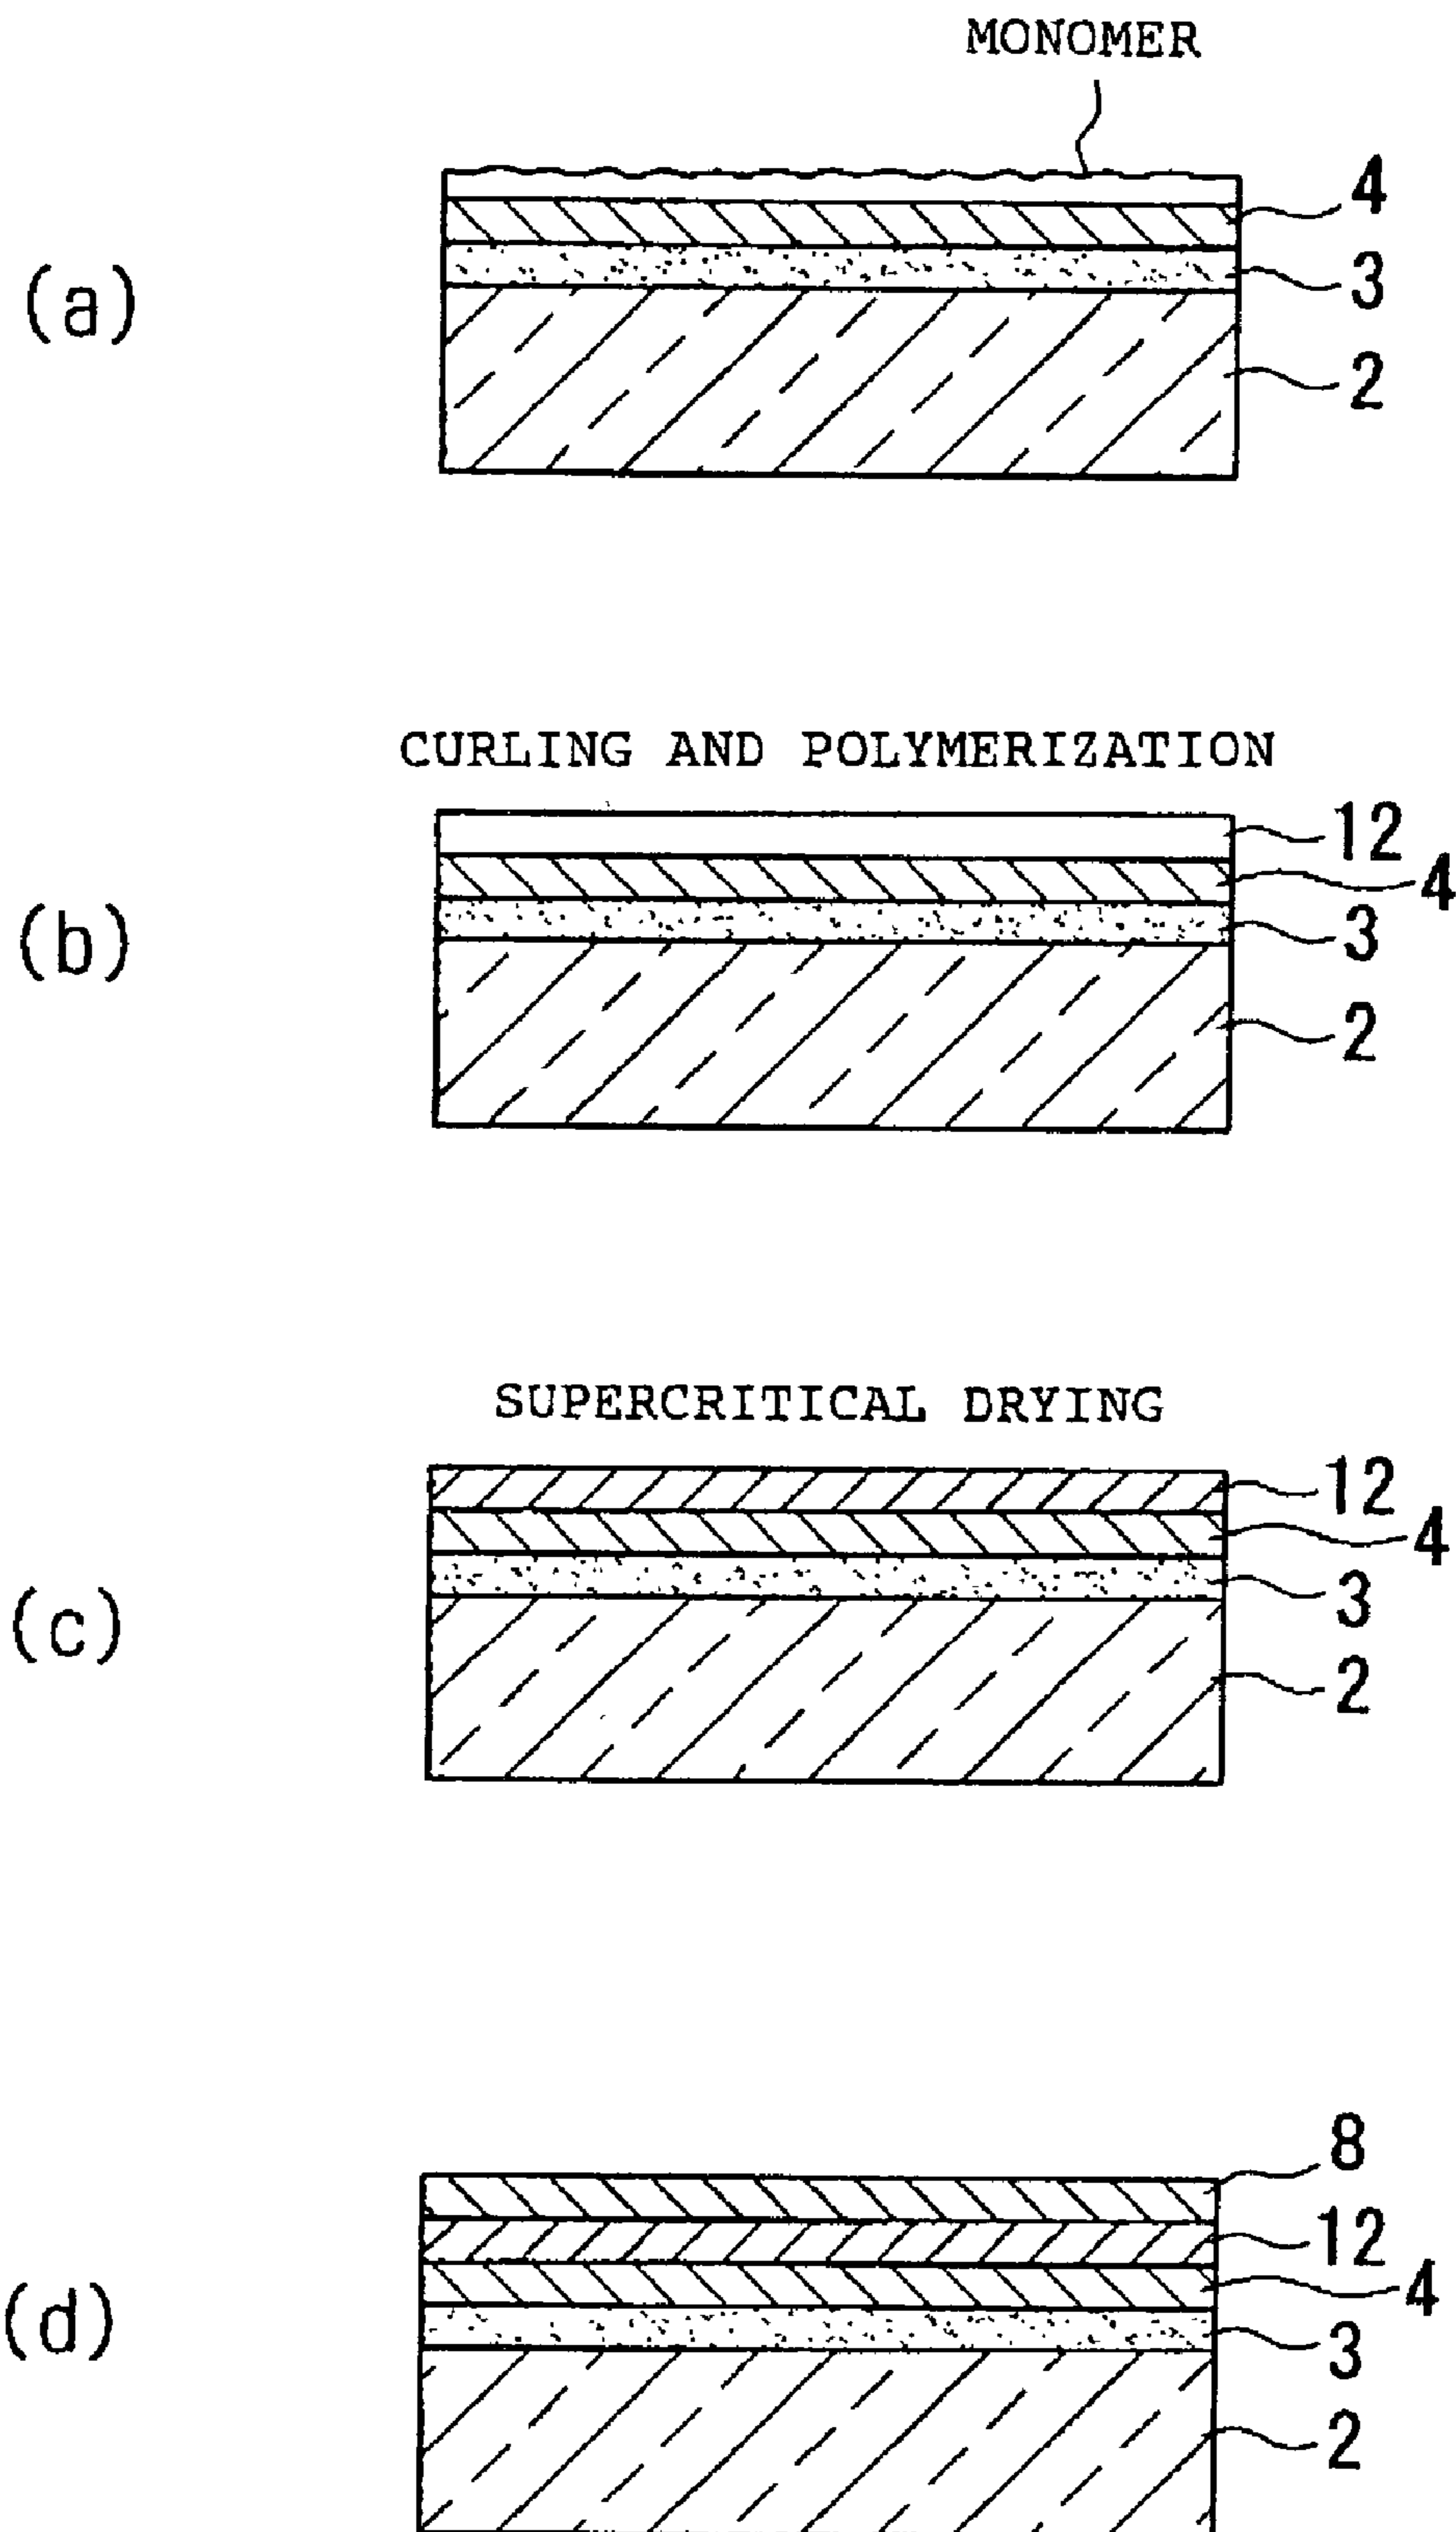 MONOMER
(a)
4
3
2
CURLING AND POLYMERIZATION
(b)
12
4
3
2
SUPERCRITICAL DRYING
(c)
12
4
3
2
(d)
8
12
4
3
2